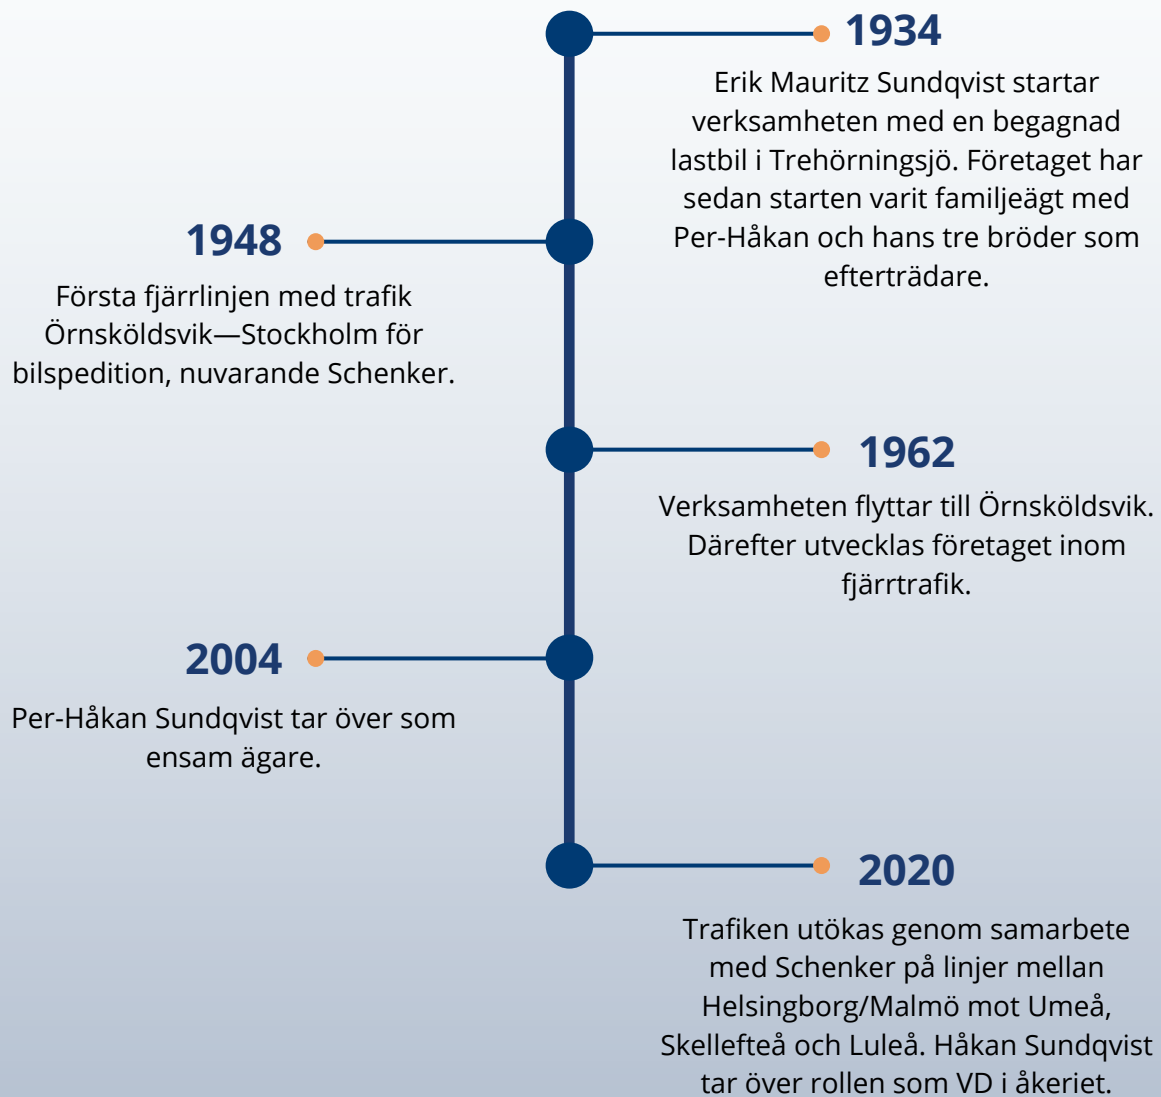 1934
Erik Mauritz Sundqvist startar
verksamheten med en begagnad
lastbil i Trehörningsjö. Företaget har
sedan starten varit familjeägt med
Per-Håkan och hans tre bröder som
efterträdare.
1948
Första fjärrlinjen med trafik
Örnsköldsvik—Stockholm för
bilspedition, nuvarande Schenker.
1962
Verksamheten flyttar till Örnsköldsvik.
Därefter utvecklas företaget inom
fjärrtrafik.
2004
Per-Håkan Sundqvist tar över som
ensam ägare.
2020
Trafiken utökas genom samarbete
med Schenker på linjer mellan
Helsingborg/Malmö mot Umeå,
Skellefteå och Luleå. Håkan Sundqvist
tar över rollen som VD i åkeriet.